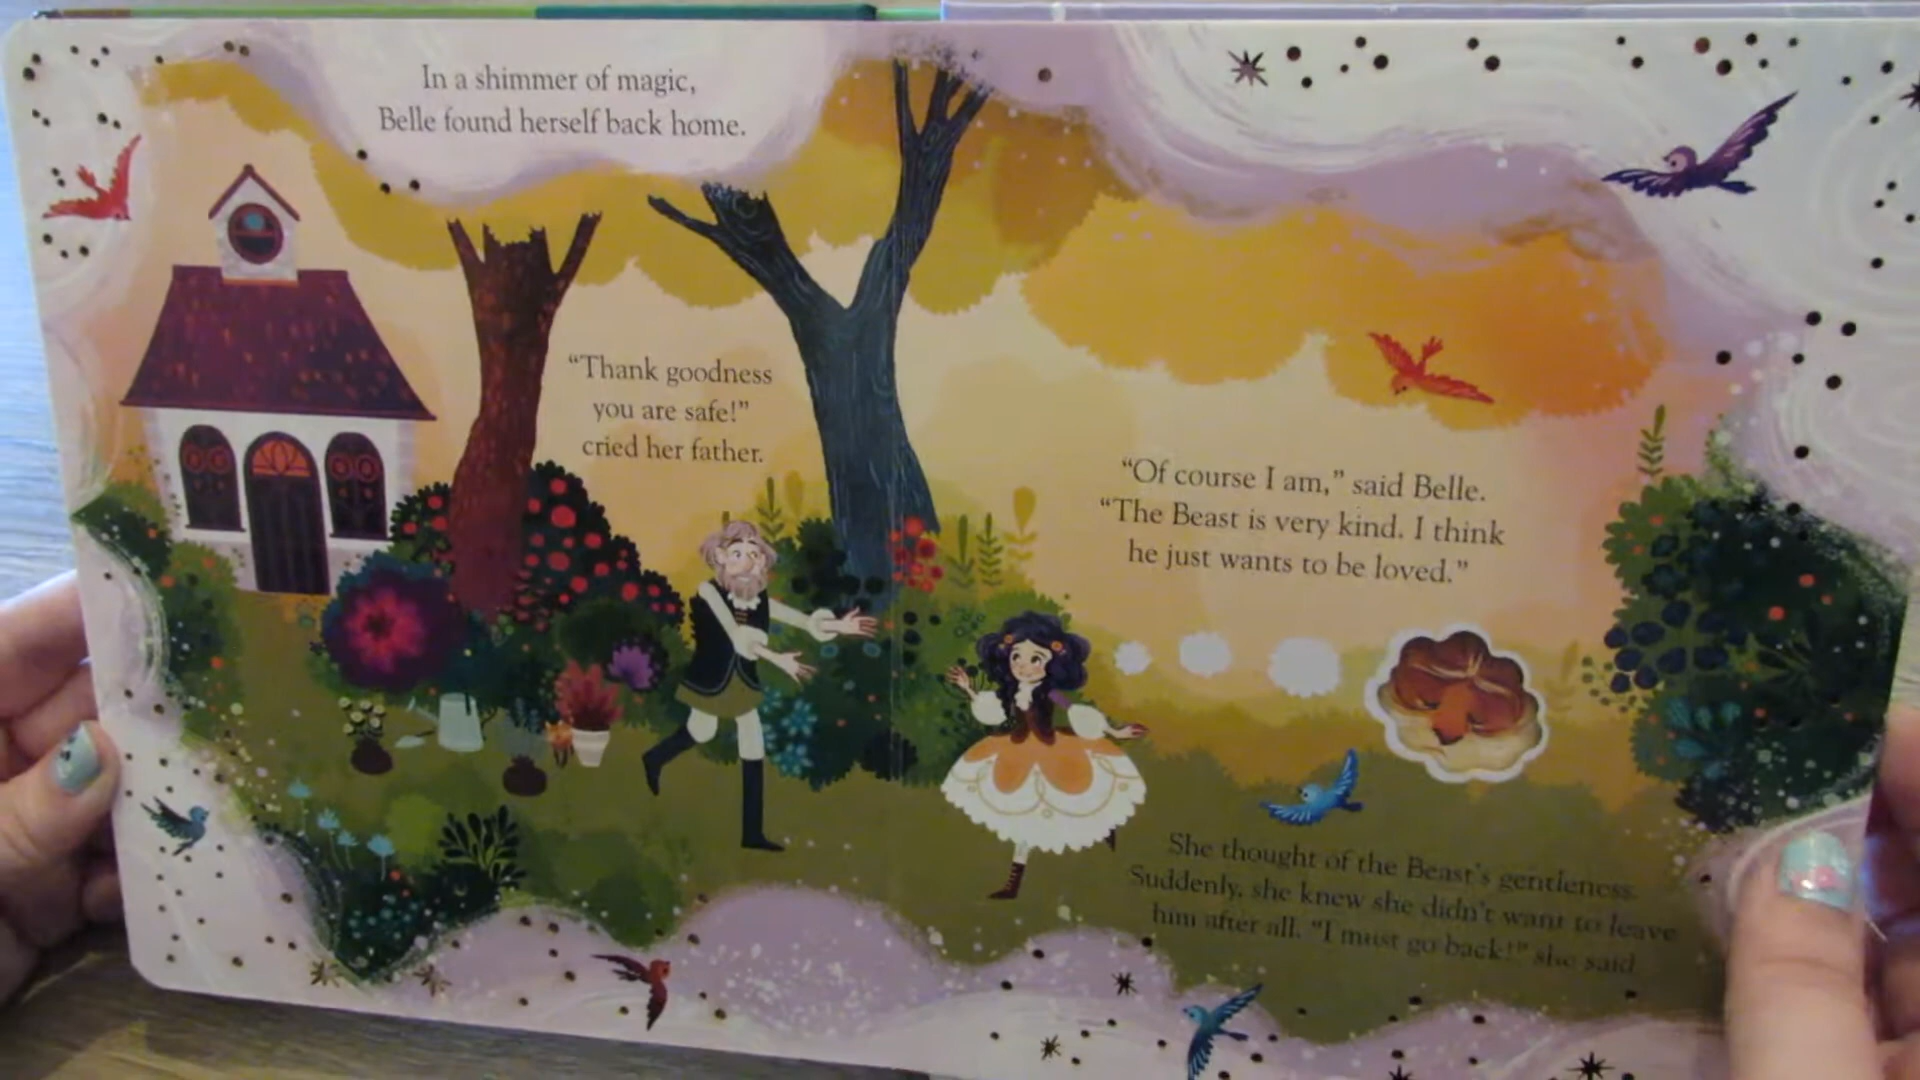 In a shimmer of magic,
Belle found herself back home.
“Thank goodness
you are safe!”
cried her father.
“Of course I am,” said Belle.
“The Beast is very kind. I think
he just wants to be loved.”
She thought of the Beast's gentleness.
Suddenly, she knew she didn't want to leave
him after all. “I must go back!” she said.